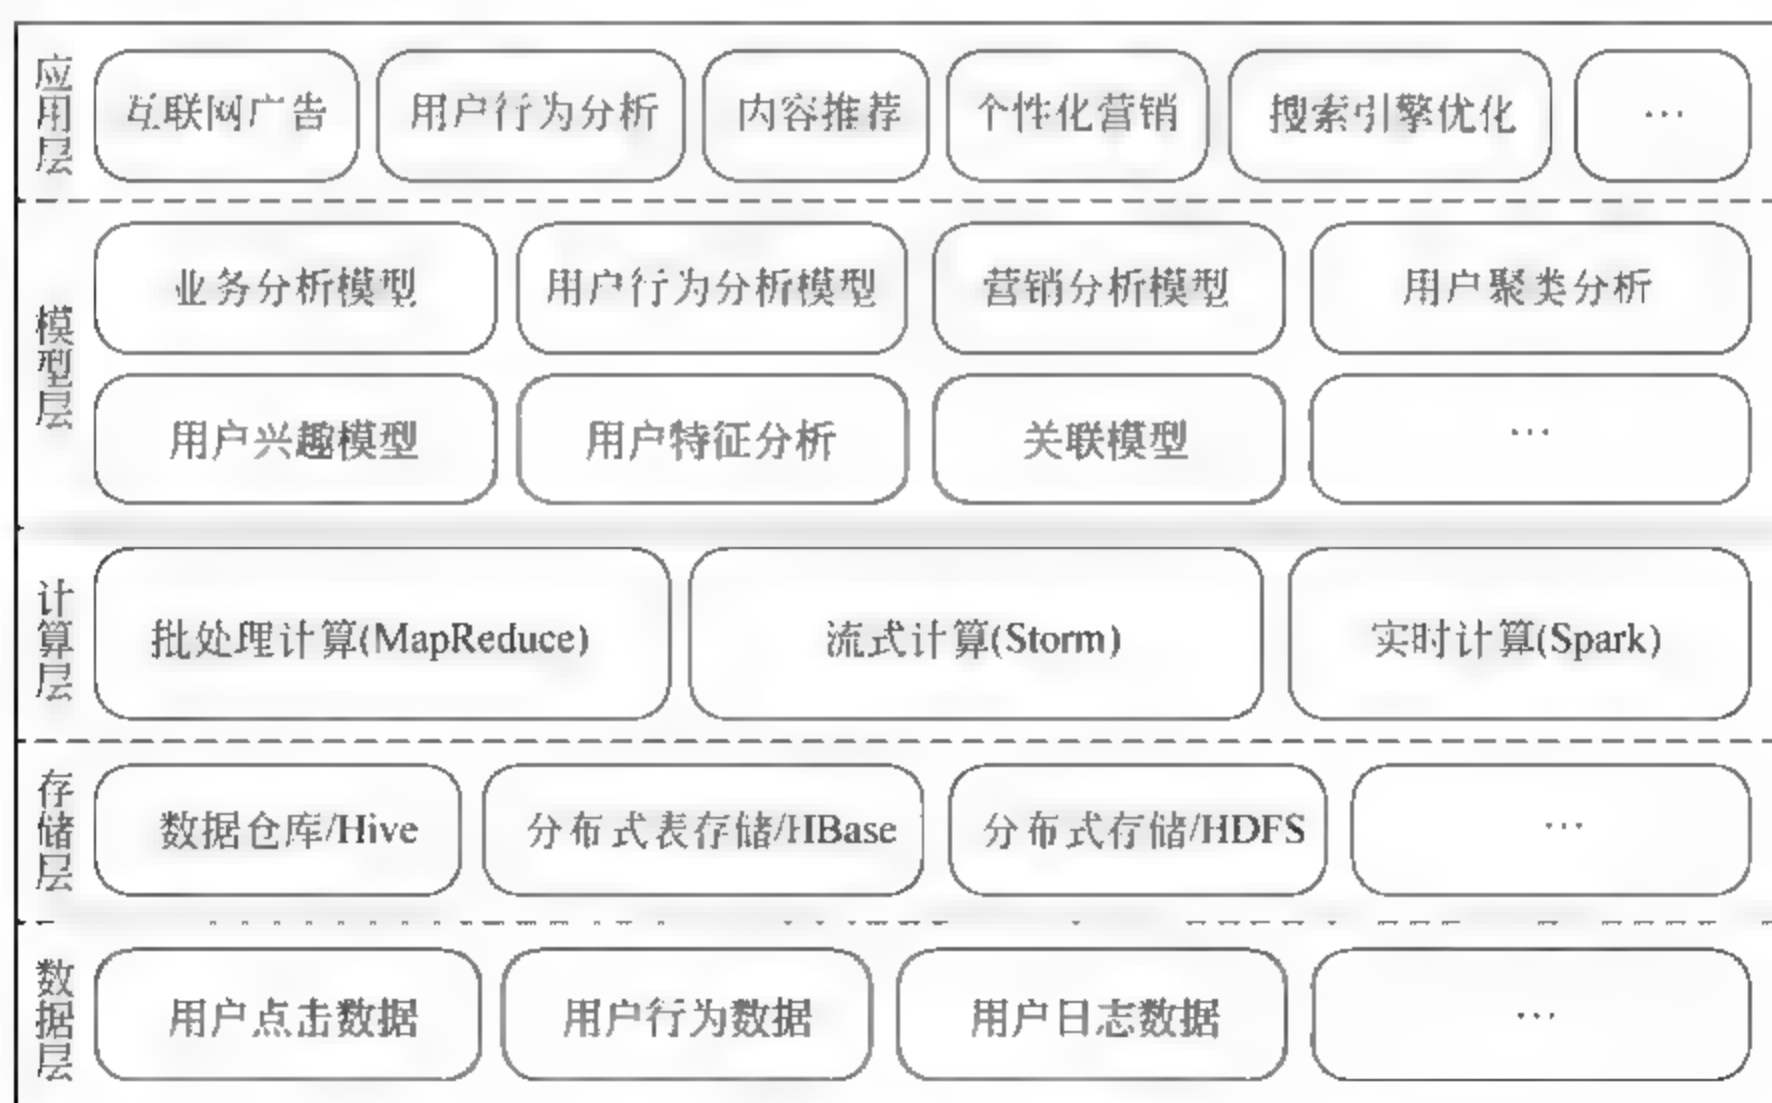 应用层
互联网广告
用户行为分析
内容推荐
个性化营销
搜索引擎优化
…
模型层
业务分析模型
用户行为分析模型
营销分析模型
用户聚类分析
用户兴趣模型
用户特征分析
关联模型
…
计算层
批处理计算(MapReduce)
流式计算(Storm)
实时计算(Spark)
存储层
数据仓库/Hive
分布式表存储/HBase
分布式存储/HDFS
…
数据层
用户点击数据
用户行为数据
用户日志数据
…